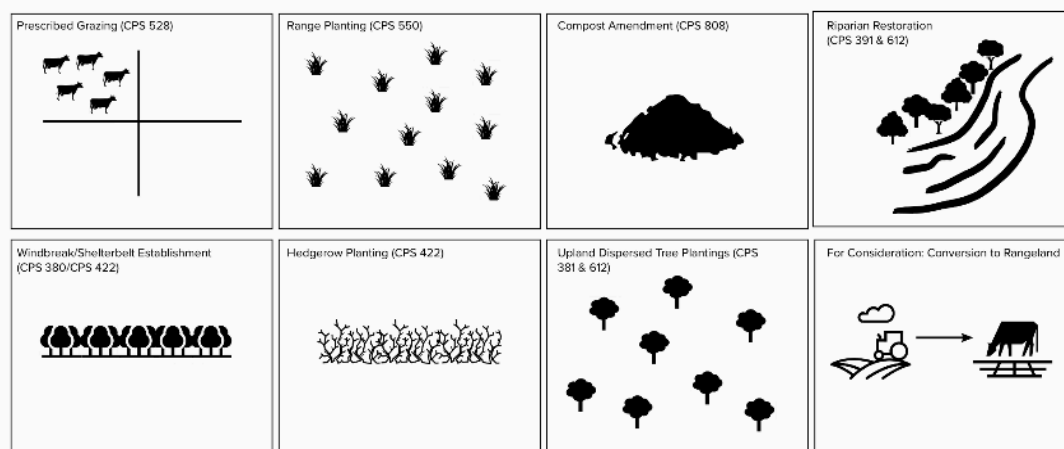 Prescribed Grazing (CPS 528)
Range Planting (CPS 550)
Compost Amendment (CPS 808)
Riparian Restoration
(CPS 391 & 612)
Windbreak/Shelterbelt Establishment
(CPS 380/CPS 422)
Hedgerow Planting (CPS 422)
Upland Dispersed Tree Plantings (CPS
381 & 612)
For Consideration: Conversion to Rangeland